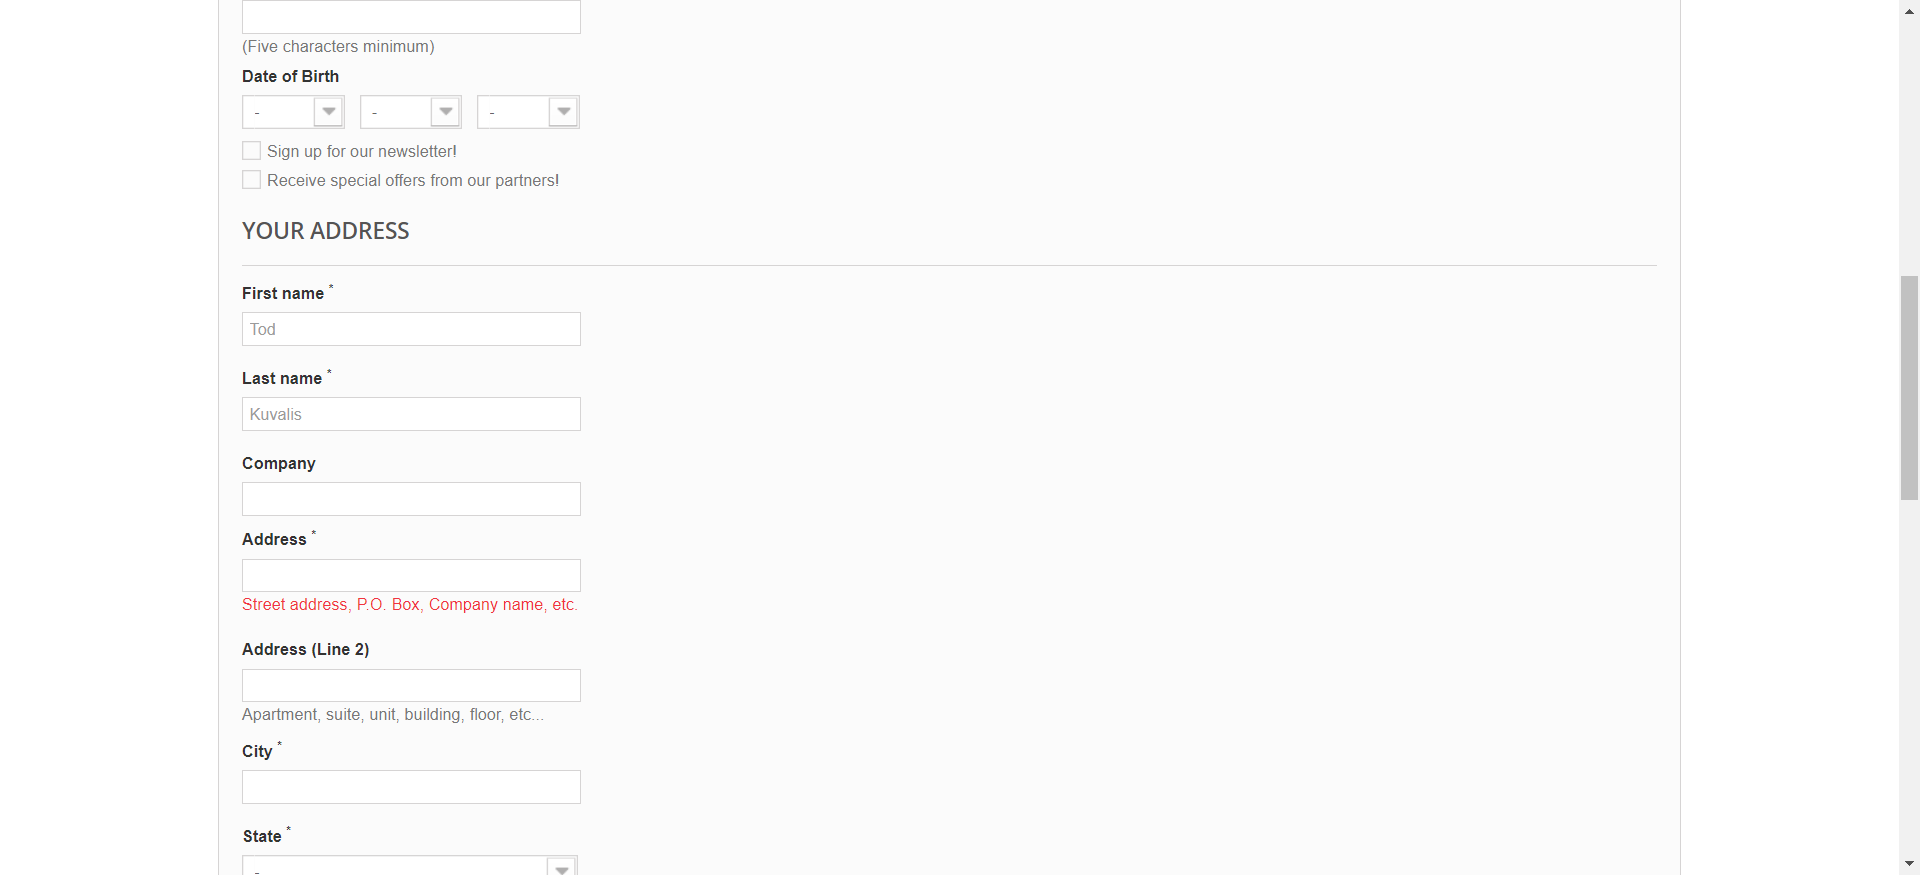 (Five characters minimum)
Date of Birth
- - -
Sign up for our newsletter!
Receive special offers from our partners!
YOUR ADDRESS
First name *
Tod
Last name *
Kuvalis
Company
Address *
Street address, P.O. Box, Company name, etc.
Address (Line 2)
Apartment, suite, unit, building, floor, etc...
City *
State *
-